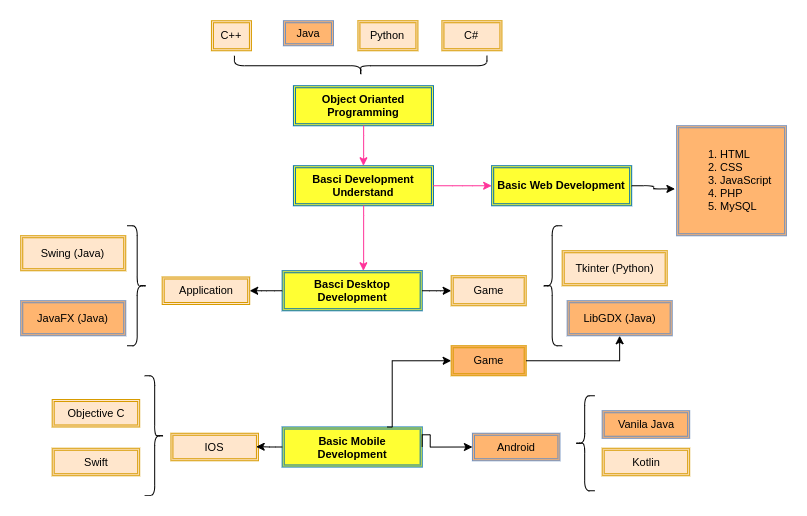 C++
Java
Python
C#
Object Orianted
Programming
Basci Development
Understand
Basic Web Development
1. HTML
2. CSS
3. JavaScript
4. PHP
5. MySQL
Swing (Java)
JavaFX (Java)
Application
Basci Desktop
Development
Game
Tkinter (Python)
LibGDX (Java)
Game
Objective C
Swift
IOS
Basic Mobile
Development
Android
Vanila Java
Kotlin